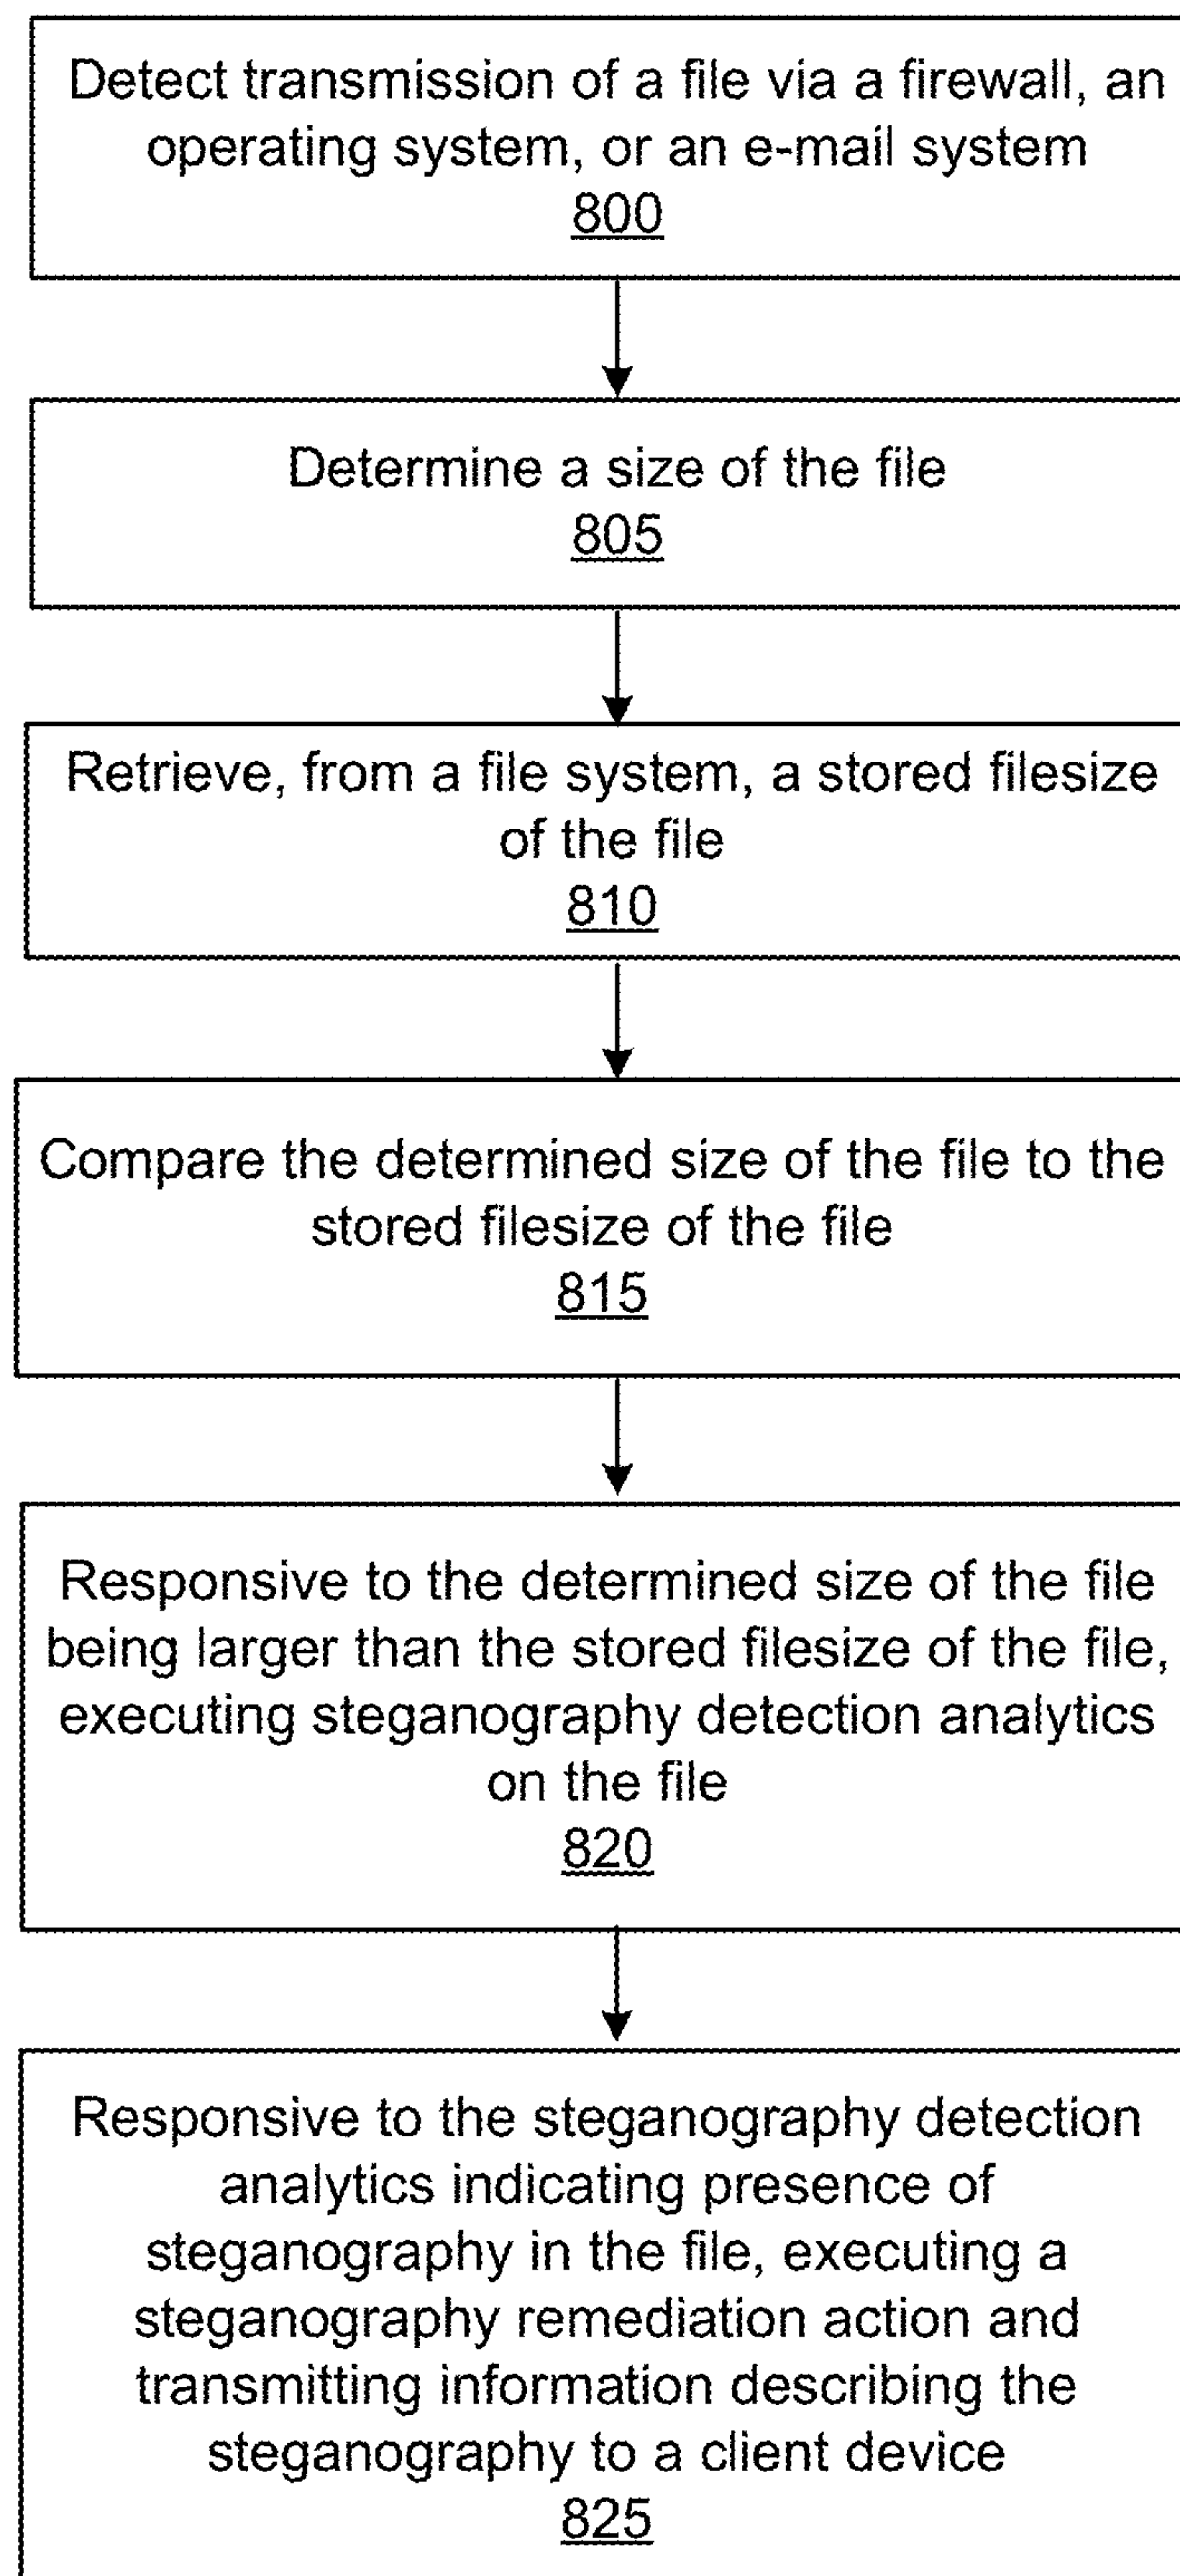 Detect transmission of a file via a firewall, an
operating system, or an e-mail system
800
Determine a size of the file
805
Retrieve, from a file system, a stored filesize
of the file
810
Compare the determined size of the file to the
stored filesize of the file
815
Responsive to the determined size of the file
being larger than the stored filesize of the file,
executing steganography detection analytics
on the file
820
Responsive to the steganography detection
analytics indicating presence of
steganography in the file, executing a
steganography remediation action and
transmitting information describing the
steganography to a client device
825